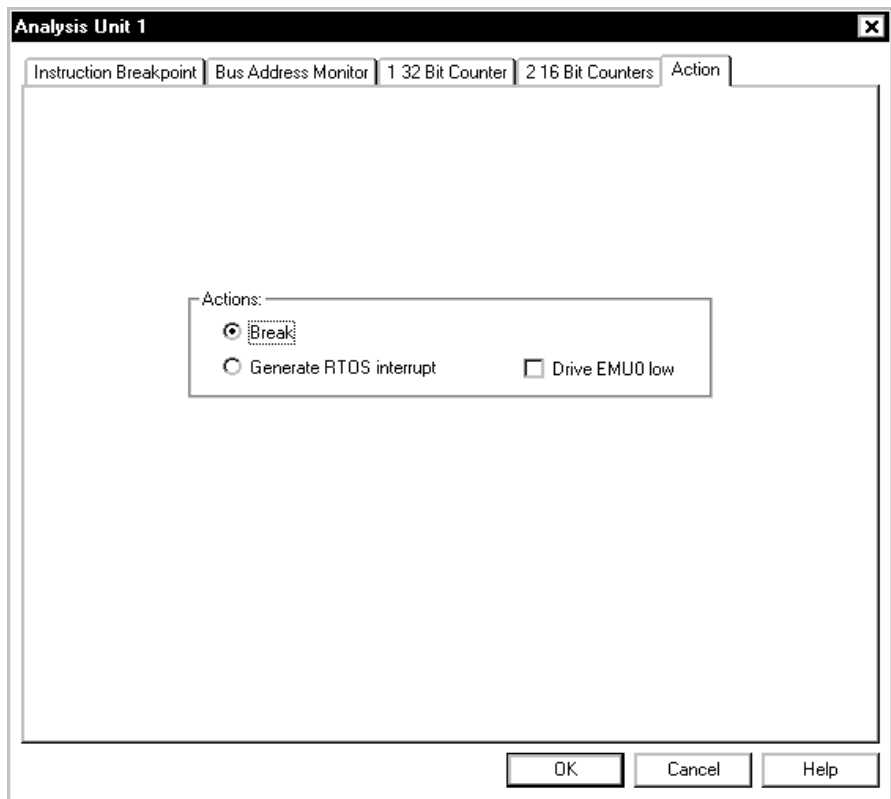 Analysis Unit 1
Instruction Breakpoint Bus Address Monitor 1 32 Bit Counter 2 16 Bit Counters Action
Actions:
Break
Generate RTOS interrupt Drive EMU0 low
OK Cancel Help